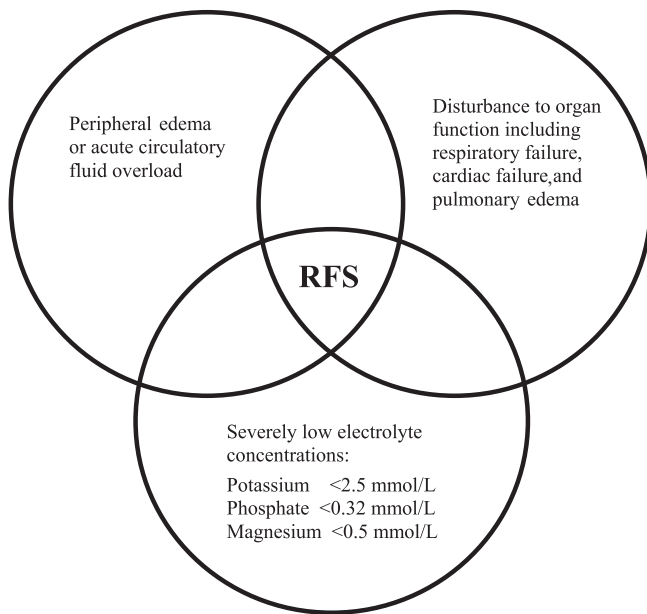 Peripheral edema
or acute circulatory
fluid overload
Disturbance to organ
function including
respiratory failure,
cardiac failure,and
pulmonary edema
RFS
Severely low electrolyte
concentrations:
Potassium <2.5 mmol/L
Phosphate <0.32 mmol/L
Magnesium <0.5 mmol/L